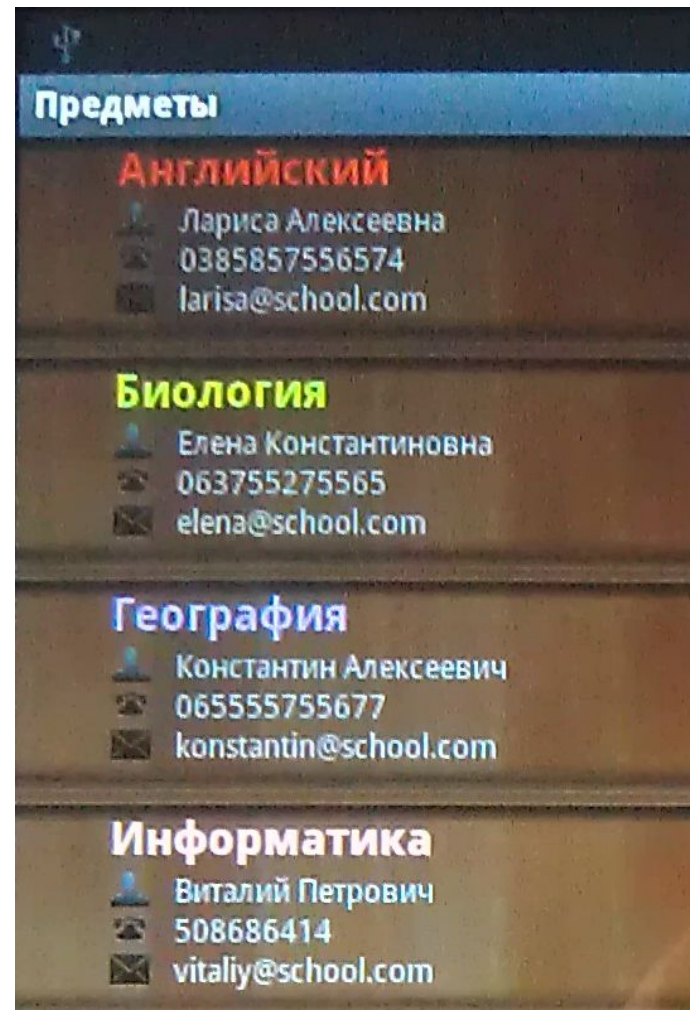 Предметы
Английский
Лариса Алексеевна
0385857556574
larisa@school.com
Биология
Елена Константиновна
063755275565
elena@school.com
География
Константин Алексеевич
065555755677
konstantin@school.com
Информатика
Виталий Петрович
508686414
vitaliy@school.com